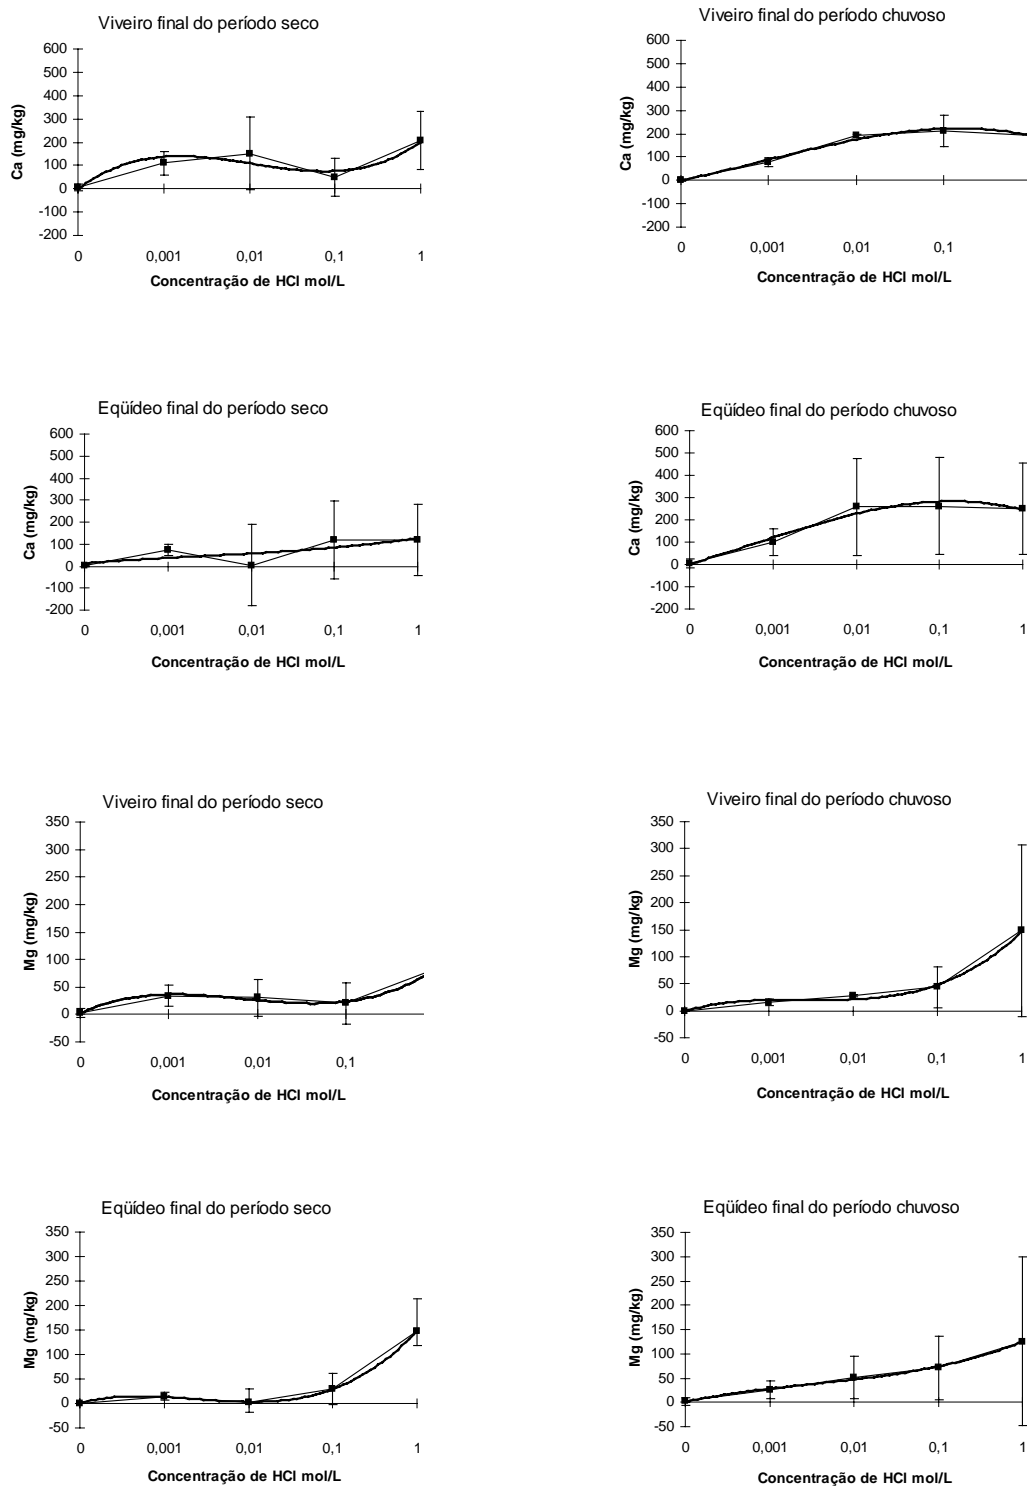 Viveiro final do período seco
600
500
400
300
200
100
0
-100
-200
Ca (mg/kg)
0 0,001 0,01 0,1 1
Concentração de HCl mol/L
Viveiro final do período chuvoso
600
500
400
300
200
100
0
-100
-200
Ca (mg/kg)
0 0,001 0,01 0,1
Concentração de HCl mol/L
Eqüídeo final do período seco
600
500
400
300
200
100
0
-100
-200
Ca (mg/kg)
0 0,001 0,01 0,1 1
Concentração de HCl mol/L
Eqüídeo final do período chuvoso
600
500
400
300
200
100
0
-100
-200
Ca (mg/kg)
0 0,001 0,01 0,1 1
Concentração de HCl mol/L
Viveiro final do período seco
350
300
250
200
150
100
50
0
-50
Mg (mg/kg)
0 0,001 0,01 0,1
Concentração de HCl mol/L
Viveiro final do período chuvoso
350
300
250
200
150
100
50
0
-50
Mg (mg/kg)
0 0,001 0,01 0,1 1
Concentração de HCl mol/L
Eqüídeo final do período seco
350
300
250
200
150
100
50
0
-50
Mg (mg/kg)
0 0,001 0,01 0,1 1
Concentração de HCl mol/L
Eqüídeo final do período chuvoso
350
300
250
200
150
100
50
0
-50
Mg (mg/kg)
0 0,001 0,01 0,1 1
Concentração de HCl mol/L